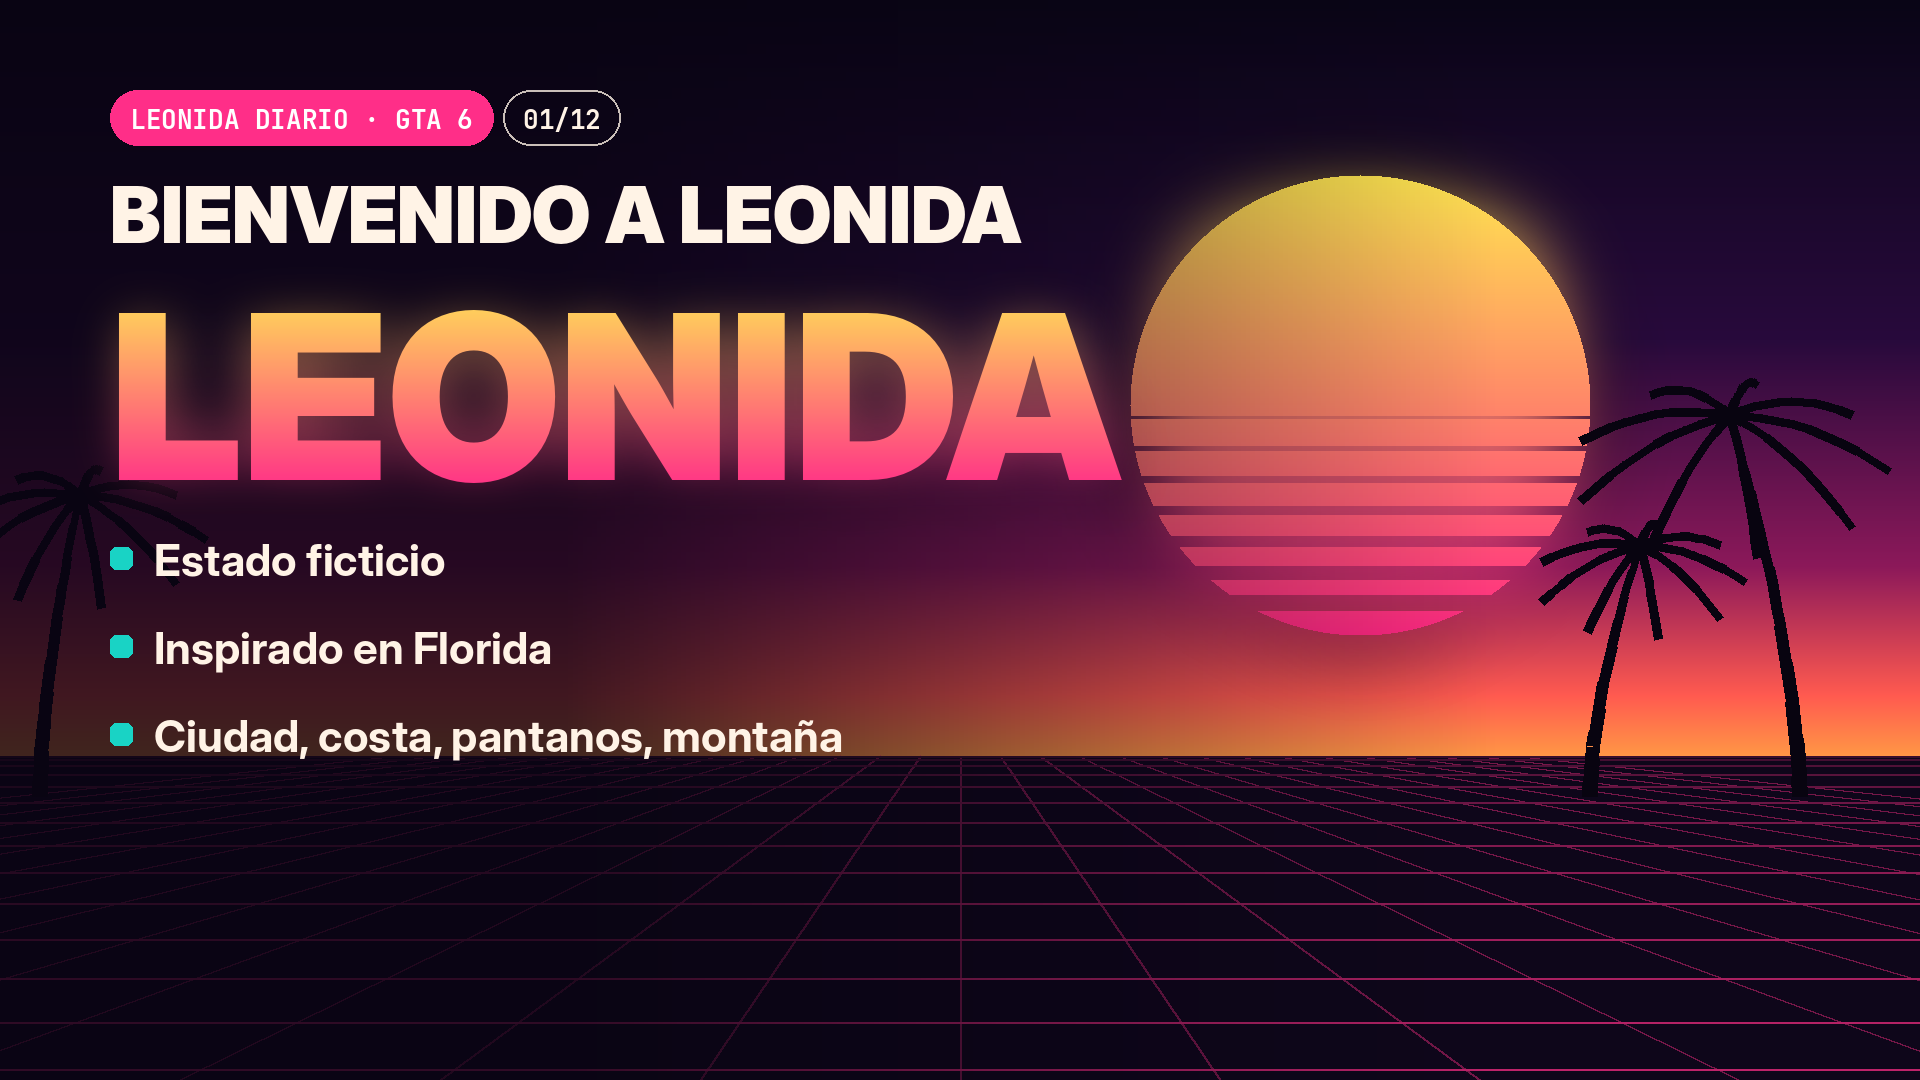 LEONIDA DIARIO · GTA 6 01/12
BIENVENIDO A LEONIDA
LEONIDA
Estado ficticio
Inspirado en Florida
Ciudad, costa, pantanos, montaña